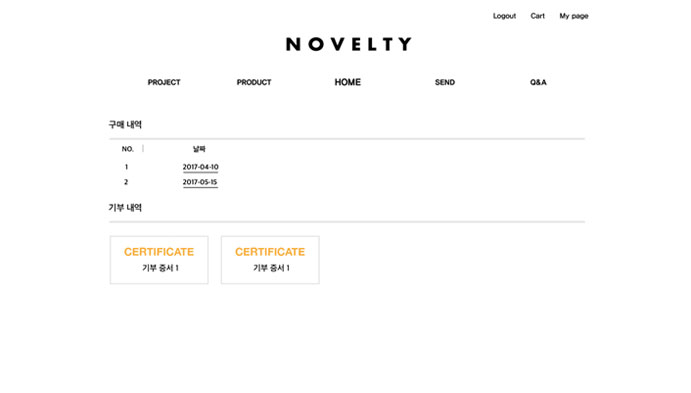 Logout Cart My page
NOVELTY
PROJECT PRODUCT HOME SEND Q&A
구매 내역
NO. 날짜
1 2017-04-10
2 2017-05-15
기부 내역
CERTIFICATE CERTIFICATE
기부 증서 1 기부 증서 1